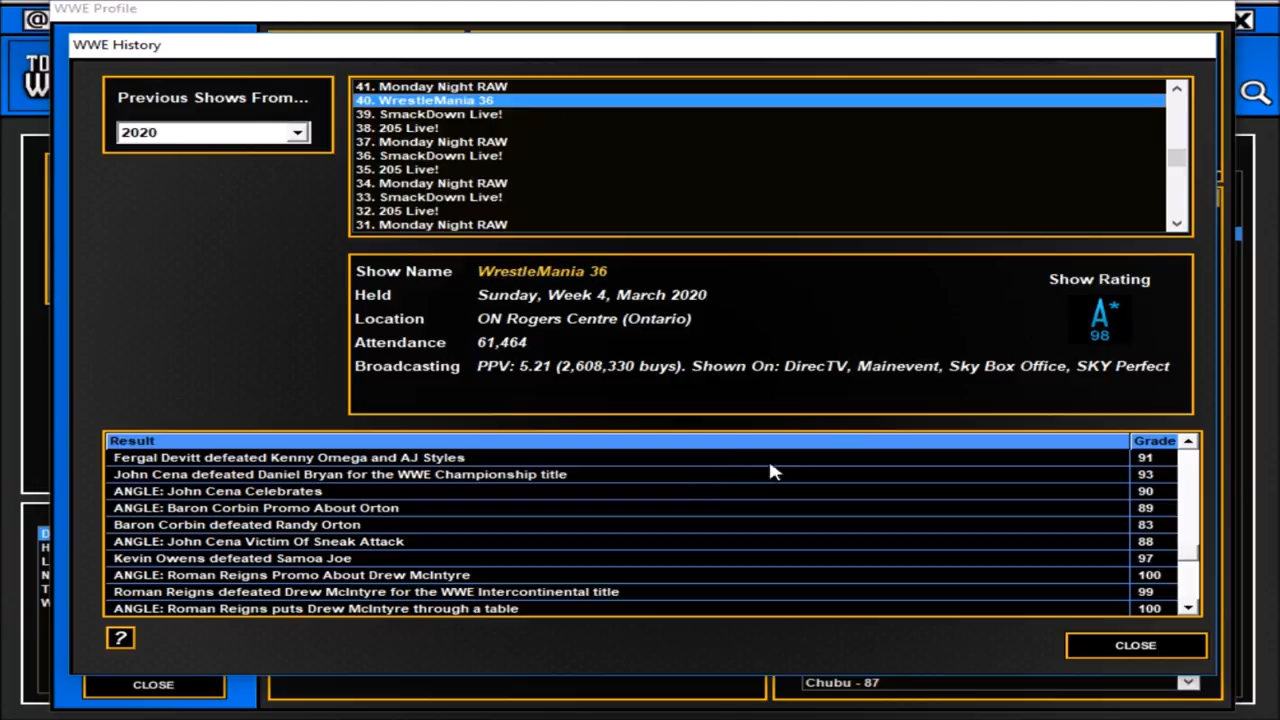 WWE Profile
WWE History
Previous Shows From...
2020
41. Monday Night RAW
40. WrestleMania 36
39. SmackDown Live!
38. 205 Live!
37. Monday Night RAW
36. SmackDown Live!
35. 205 Live!
34. Monday Night RAW
33. SmackDown Live!
32. 205 Live!
31. Monday Night RAW
Show Name WrestleMania 36
Held Sunday, Week 4, March 2020
Location ON Rogers Centre (Ontario)
Attendance 61,464
Broadcasting PPV: 5.21 (2,608,330 buys). Shown On: DirecTV, Mainevent, Sky Box Office, SKY Perfect
Show Rating
A*
98
Result Grade
Fergal Devitt defeated Kenny Omega and AJ Styles 91
John Cena defeated Daniel Bryan for the WWE Championship title 93
ANGLE: John Cena Celebrates 90
ANGLE: Baron Corbin Promo About Orton 89
Baron Corbin defeated Randy Orton 83
ANGLE: John Cena Victim Of Sneak Attack 88
Kevin Owens defeated Samoa Joe 97
ANGLE: Roman Reigns Promo About Drew McIntyre 100
Roman Reigns defeated Drew McIntyre for the WWE Intercontinental title 99
ANGLE: Roman Reigns puts Drew McIntyre through a table 100
?
CLOSE
CLOSE
Chubu - 87